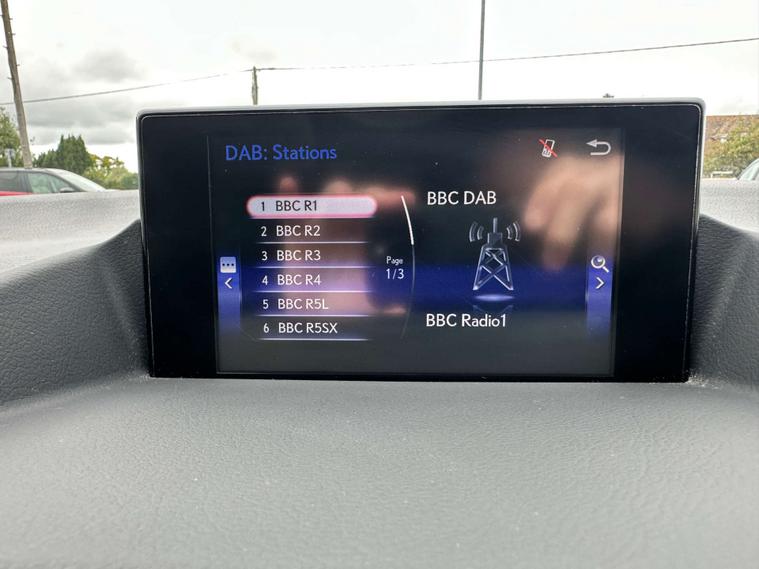 DAB: Stations
1 BBC R1
2 BBC R2
3 BBC R3
4 BBC R4
5 BBC R5L
6 BBC R5SX
Page
1/3
BBC DAB
BBC Radio1